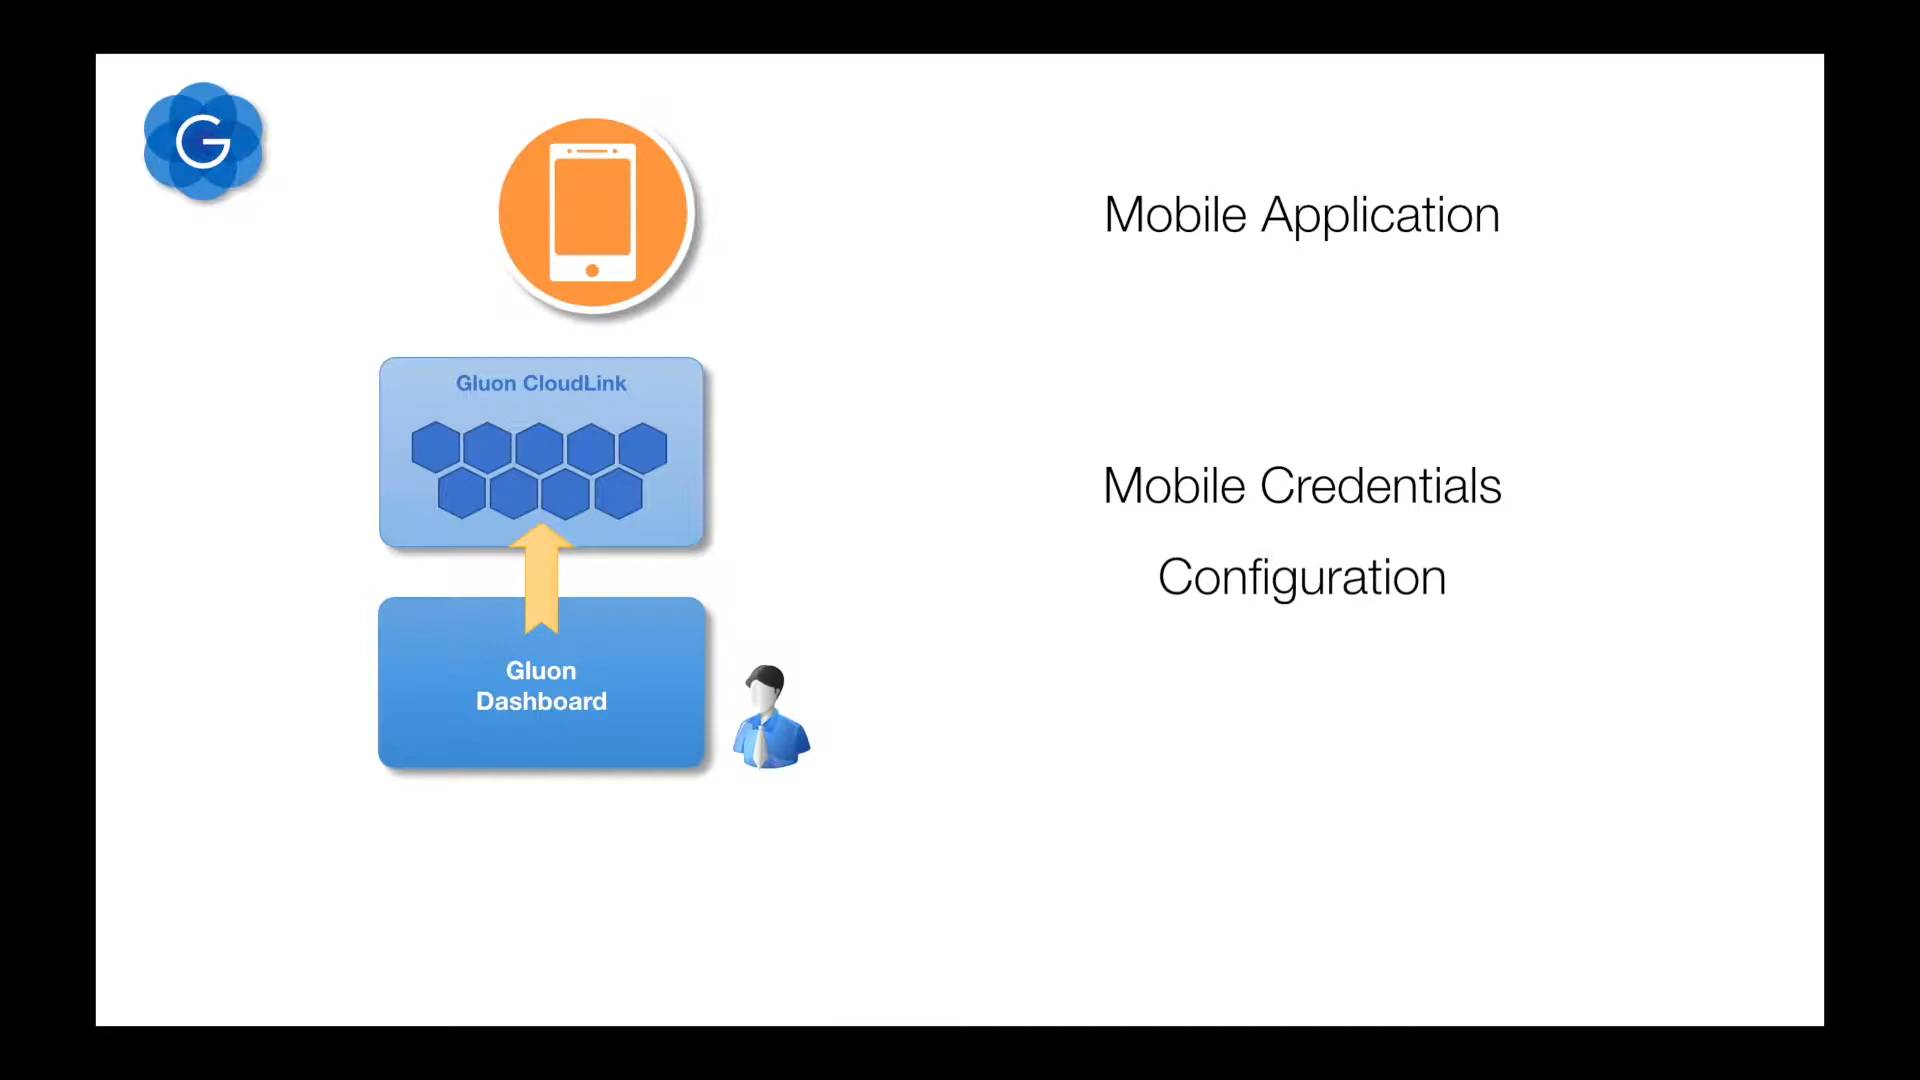 G
Mobile Application
Gluon CloudLink
Mobile Credentials
Configuration
Gluon
Dashboard